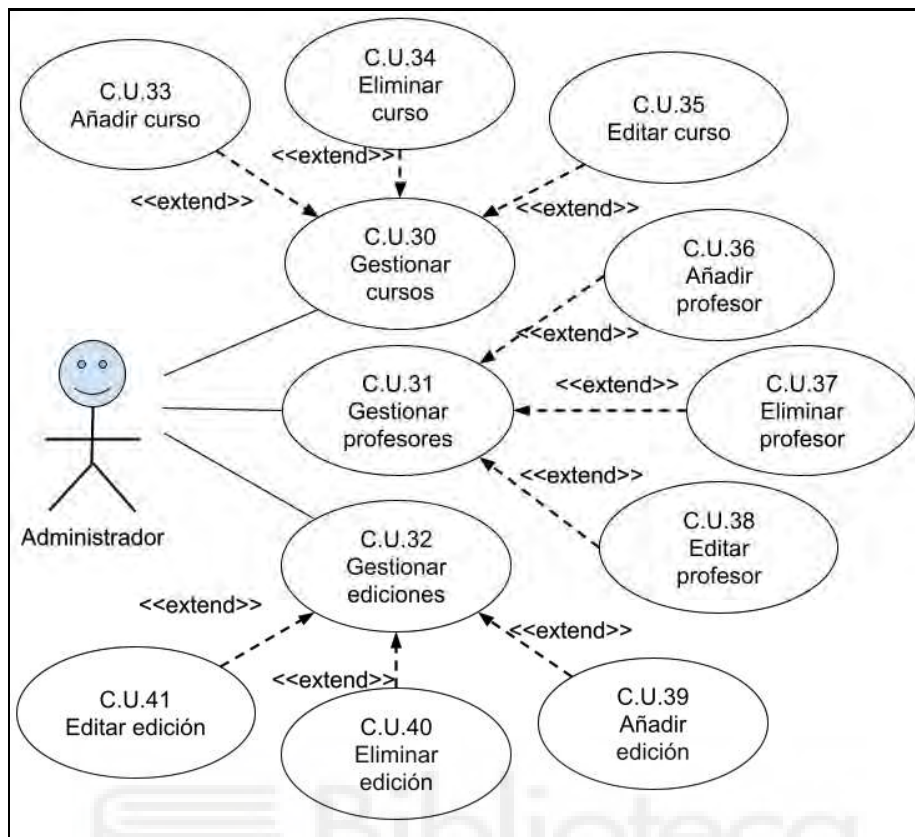 C.U.34
Eliminar
curso
C.U.33
Añadir curso
C.U.35
Editar curso
<<extend>>
<<extend>>
<<extend>>
C.U.30
Gestionar
cursos
C.U.36
Añadir
profesor
<<extend>>
C.U.31
Gestionar
profesores
<<extend>>
C.U.37
Eliminar
profesor
<<extend>>
C.U.38
Editar
profesor
Administrador
C.U.32
Gestionar
ediciones
<<extend>>
<<extend>>
<<extend>>
C.U.41
Editar edición
C.U.40
Eliminar
edición
C.U.39
Añadir
edición
Biblioteca